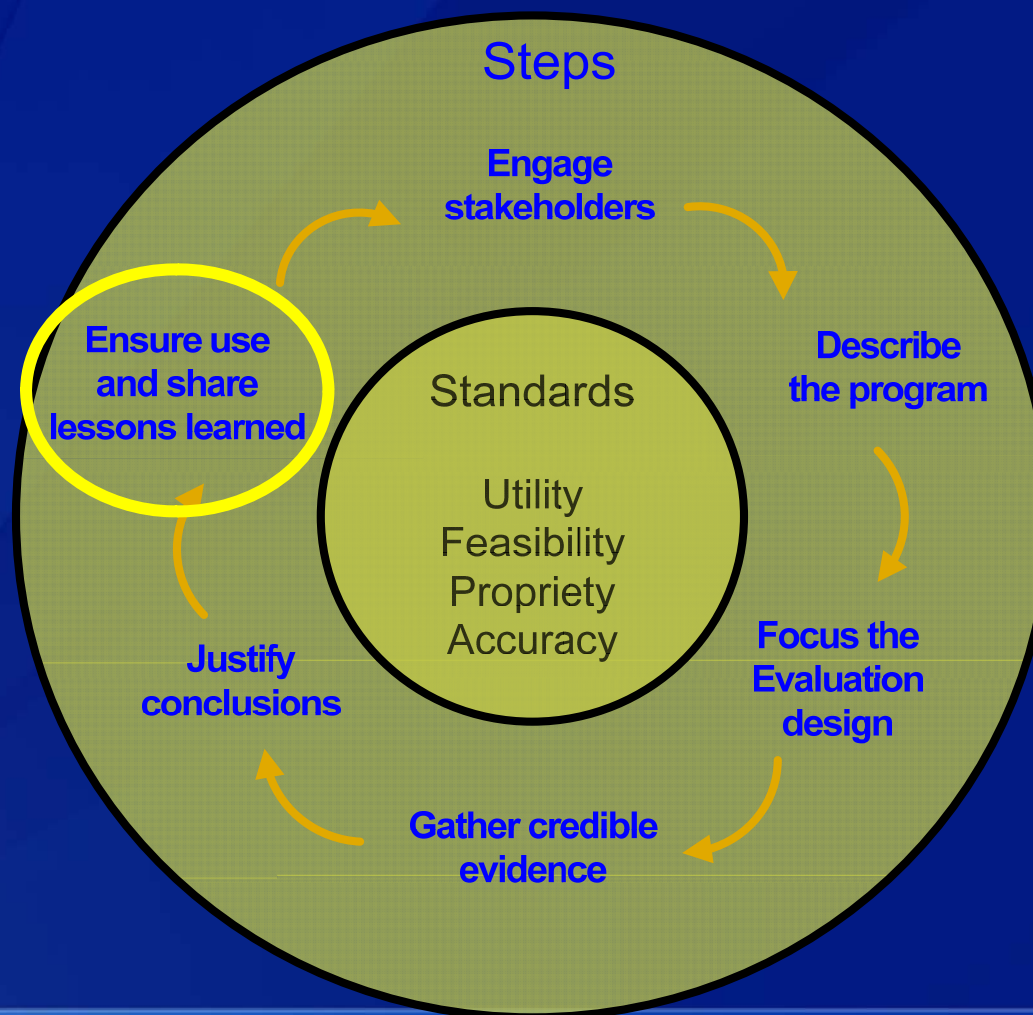 Steps
Engage
stakeholders
Describe
the program
Focus the
Evaluation
design
Gather credible
evidence
Justify
conclusions
Ensure use
and share
lessons learned
Standards
Utility
Feasibility
Propriety
Accuracy